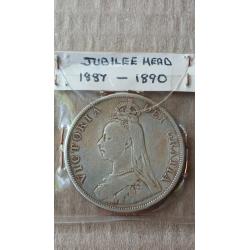 JUBILEE HEAD
1887 — 1890
VICTORIA DEI GRATIA